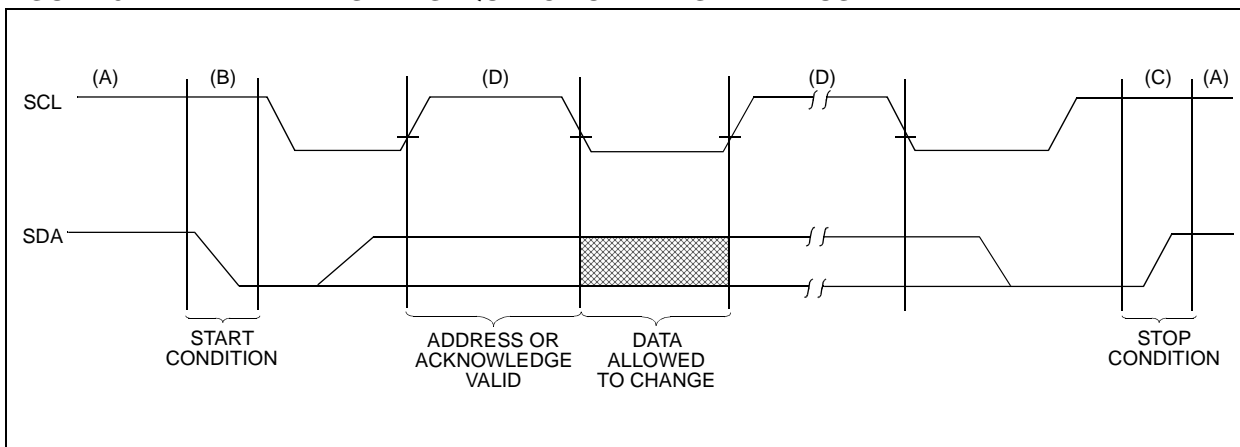 (A) (B) (D) (D) (C) (A)
SCL
SDA
START
CONDITION
ADDRESS OR
ACKNOWLEDGE
VALID
DATA
ALLOWED
TO CHANGE
STOP
CONDITION